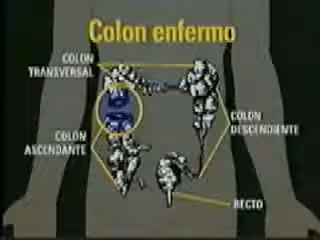 Colon enfermo
COLON
TRANSVERSAL
COLON
DESCENDIENTE
COLON
ASCENDANTE
RECTO